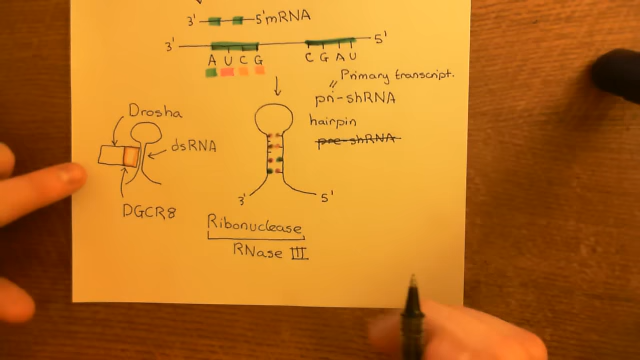 3' 5' mRNA
3' 5'
A U C G C G A U
Primary transcript.
pri-shRNA
hairpin
pre-shRNA
Drosha
dsRNA
DGCR8
3' 5'
Ribonuclease
RNase III